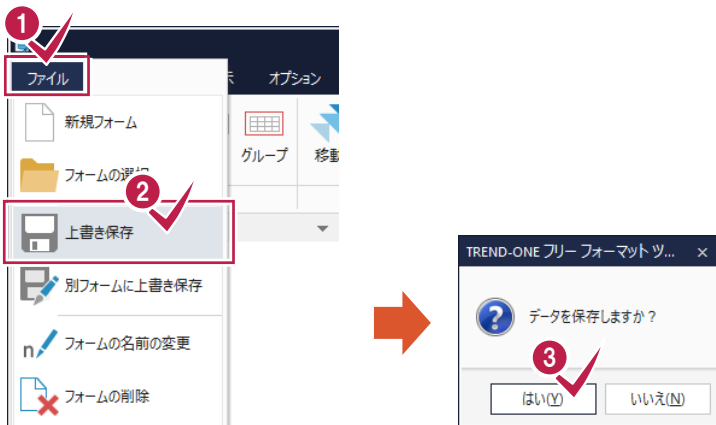 1
ファイル
示 オプション
新規フォーム
グループ 移動
フォームの選択
2
上書き保存
別フォームに上書き保存
n
フォームの名前の変更
フォームの削除
TREND-ONE フリー フォーマット ツ... ×
? データを保存しますか？
3
はい(Y) いいえ(N)